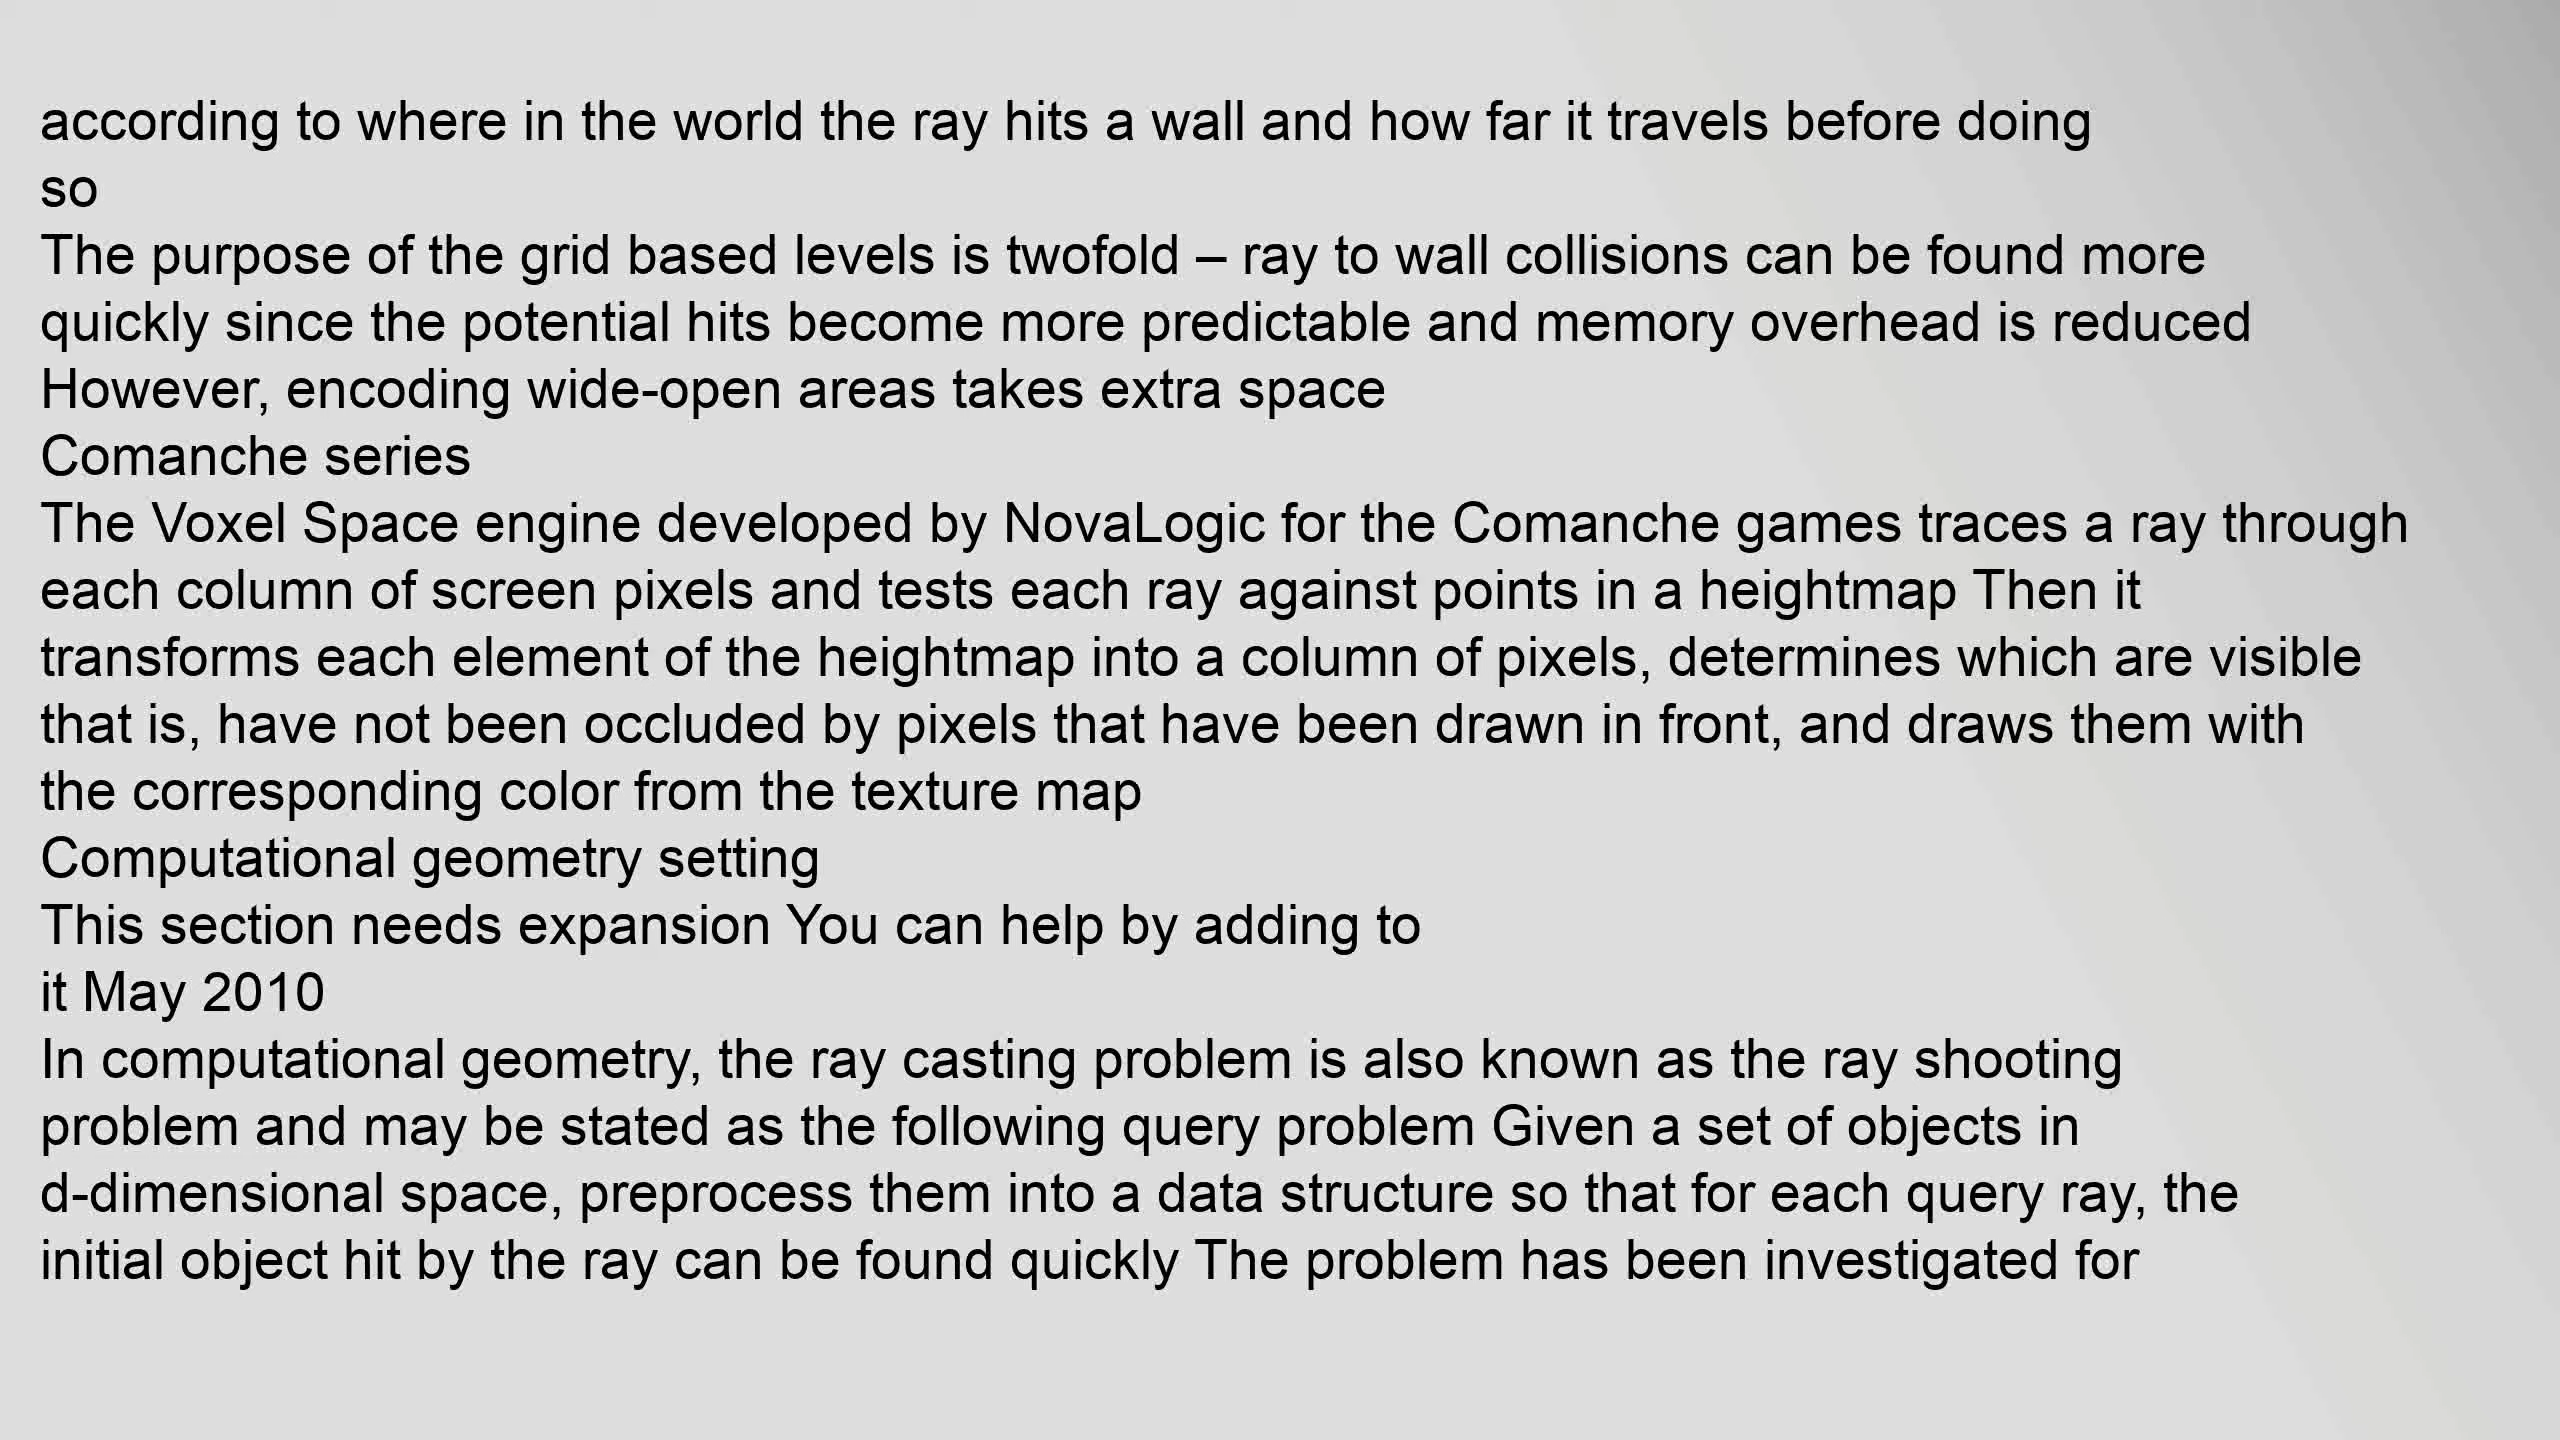 according to where in the world the ray hits a wall and how far it travels before doing
so
The purpose of the grid based levels is twofold – ray to wall collisions can be found more
quickly since the potential hits become more predictable and memory overhead is reduced
However, encoding wide-open areas takes extra space
Comanche series
The Voxel Space engine developed by NovaLogic for the Comanche games traces a ray through
each column of screen pixels and tests each ray against points in a heightmap Then it
transforms each element of the heightmap into a column of pixels, determines which are visible
that is, have not been occluded by pixels that have been drawn in front, and draws them with
the corresponding color from the texture map
Computational geometry setting
This section needs expansion You can help by adding to
it May 2010
In computational geometry, the ray casting problem is also known as the ray shooting
problem and may be stated as the following query problem Given a set of objects in
d-dimensional space, preprocess them into a data structure so that for each query ray, the
initial object hit by the ray can be found quickly The problem has been investigated for